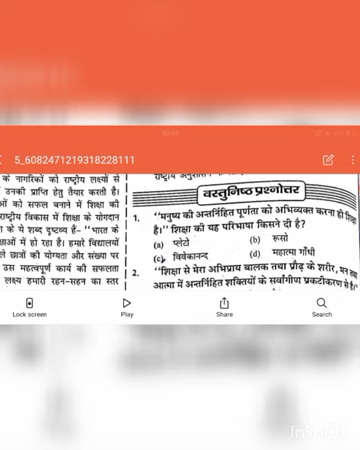 5_6082471219318228111
के नागरिकों को राष्ट्रीय लक्ष्यों से
उनकी प्राप्ति हेतु तैयार करती है।
ओं को सफल बनाने में शिक्षा की
राष्ट्रीय विकास में शिक्षा के योगदान
के ये शब्द दृष्टव्य हैं- "भारत के
क्षाओं में हो रहा है। हमारे विद्यालयों
ले छात्रों की योग्यता और संख्या पर
उस महत्वपूर्ण कार्य की सफलता
लक्ष्य हमारी रहन-सहन का स्तर
राष्ट्रीय
वस्तुनिष्ठ प्रश्नोत्तर
1. "मनुष्य की अन्तर्निहित पूर्णता को अभिव्यक्त करना ही शिक्षा
है।" शिक्षा की यह परिभाषा किसने दी है?
(a) प्लेटो (b) रूसो
(c) विवेकानन्द (d) महात्मा गाँधी
2. "शिक्षा से मेरा अभिप्राय बालक तथा प्रौढ़ के शरीर, मन तथा
आत्मा में अन्तर्निहित शक्तियों के सर्वांगीण प्रकटीकरण से है।"
Lock screen
Play
Share
Search
InShOt